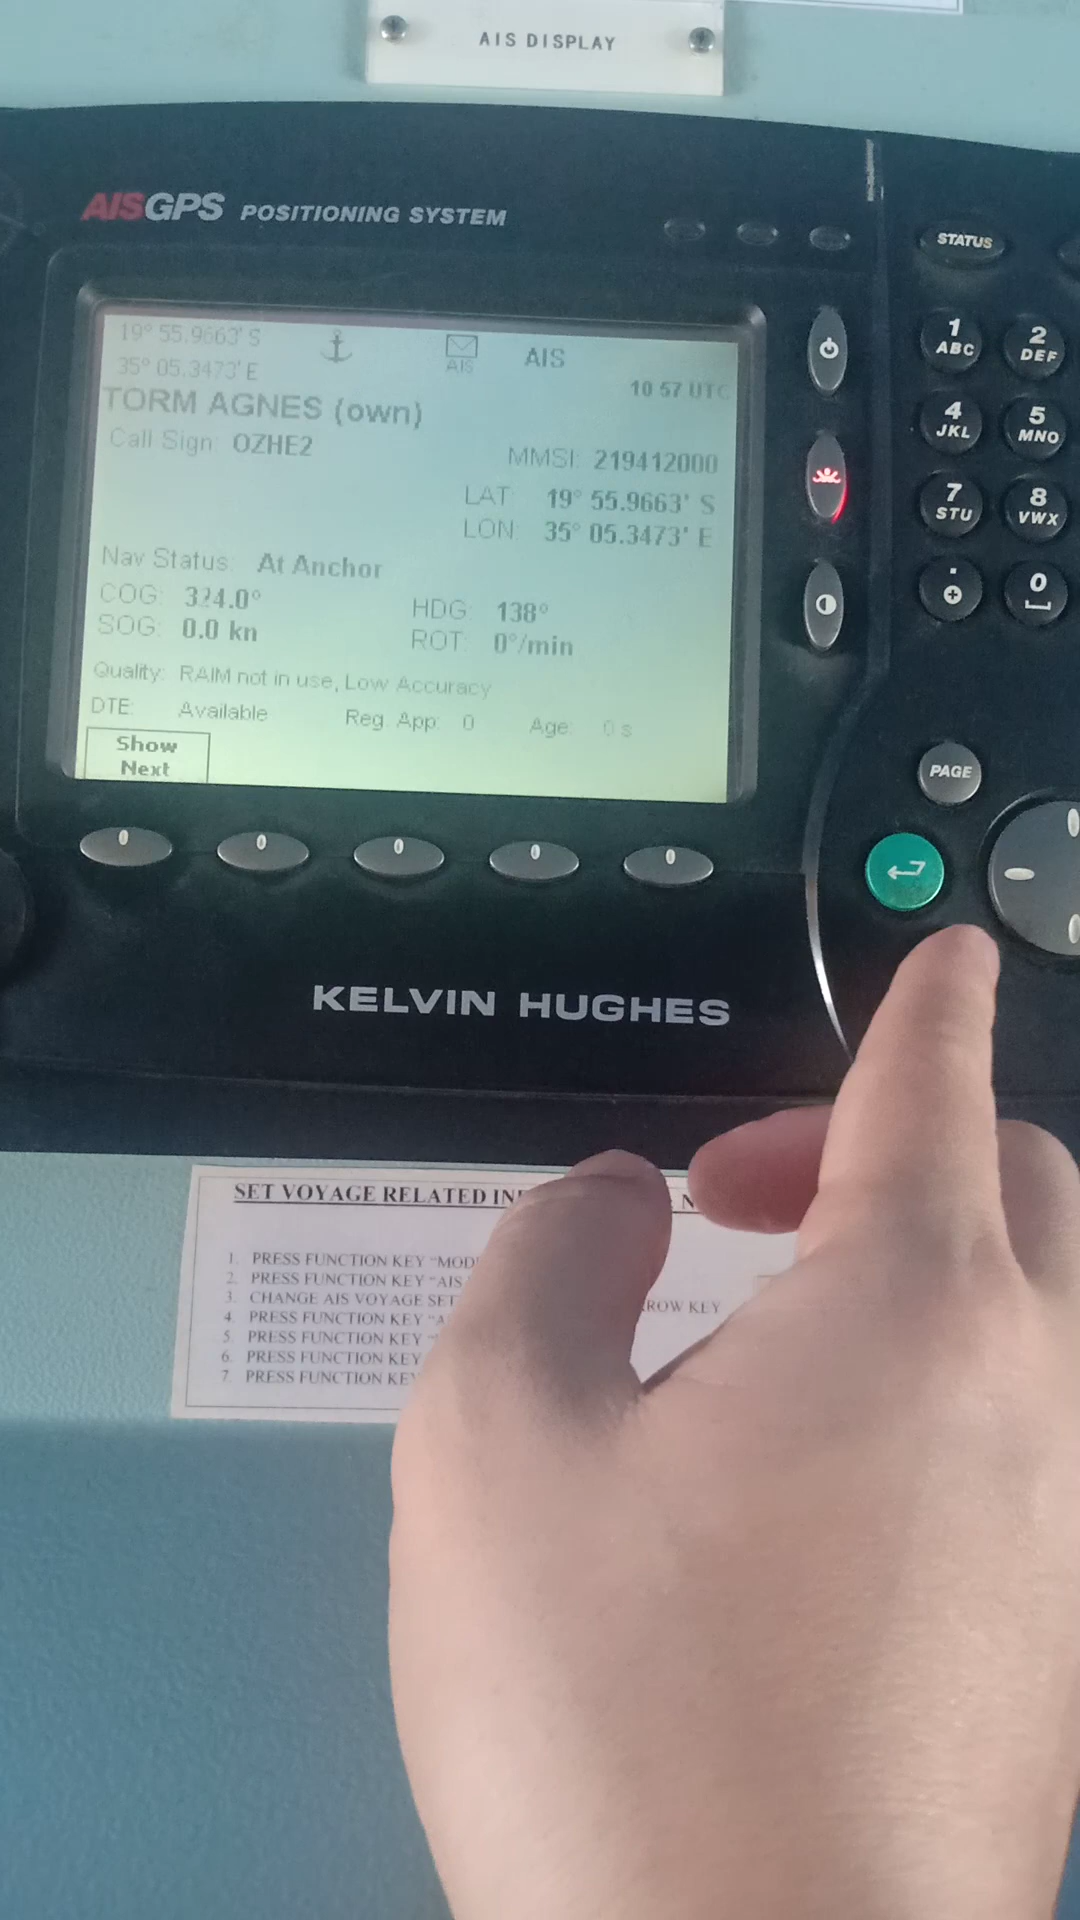 AIS DISPLAY
AISGPS POSITIONING SYSTEM
STATUS
19° 55.9663' S
35° 05.3473' E
AIS
AIS
10 57 UTC
TORM AGNES (own)
Call Sign: OZHE2
MMSI: 219412000
LAT: 19° 55.9663' S
LON: 35° 05.3473' E
Nav Status: At Anchor
COG: 324.0°
HDG: 138°
SOG: 0.0 kn
ROT: 0°/min
Quality: RAIM not in use, Low Accuracy
DTE: Available Reg. App: 0 Age: 0 s
Show
Next
1 ABC
2 DEF
4 JKL
5 MNO
7 STU
8 VWX
0
PAGE
KELVIN HUGHES
SET VOYAGE RELATED
1. PRESS FUNCTION KEY
2. PRESS FUNCTION KEY "AIS
3. CHANGE AIS VOYAGE KEY
4. PRESS FUNCTION KEY
5. PRESS FUNCTION KEY
6. PRESS FUNCTION KEY
7. PRESS FUNCTION KEY